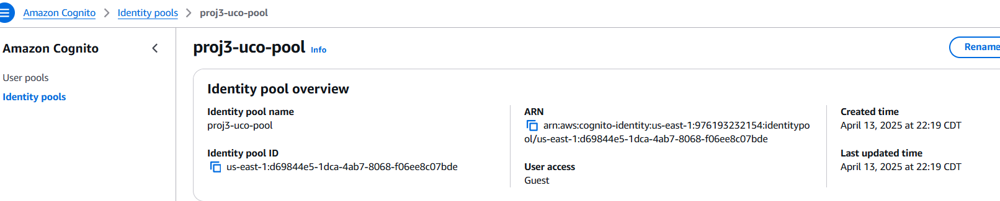 Amazon Cognito > Identity pools > proj3-uco-pool
Amazon Cognito
User pools
Identity pools
proj3-uco-pool Info
Rename
Identity pool overview
Identity pool name
proj3-uco-pool
Identity pool ID
us-east-1:d69844e5-1dca-4ab7-8068-f06ee8c07bde
ARN
arn:aws:cognito-identity:us-east-1:976193232154:identitypo
ol/us-east-1:d69844e5-1dca-4ab7-8068-f06ee8c07bde
User access
Guest
Created time
April 13, 2025 at 22:19 CDT
Last updated time
April 13, 2025 at 22:19 CDT